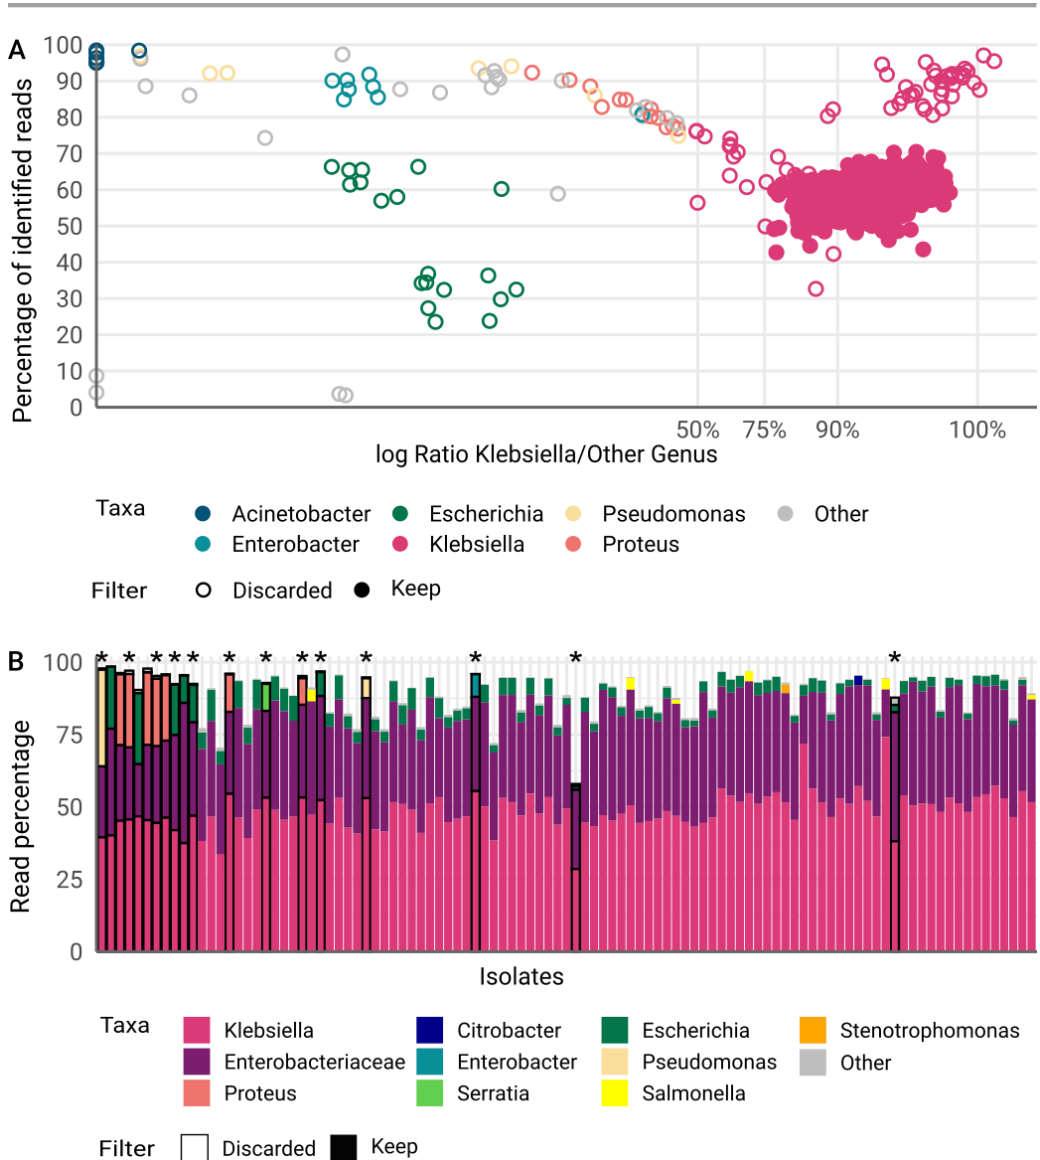 A
Percentage of identified reads
100
90
80
70
60
50
40
30
20
10
0
50% 75% 90% 100%
log Ratio Klebsiella/Other Genus
Taxa
Acinetobacter Escherichia Pseudomonas Other
Enterobacter Klebsiella Proteus
Filter Discarded Keep
B
* * * * * * * * * * * * *
Read percentage
100
75
50
25
0
Isolates
Taxa
Klebsiella Citrobacter Escherichia Stenotrophomonas
Enterobacteriaceae Enterobacter Pseudomonas Other
Proteus Serratia Salmonella
Filter Discarded Keep